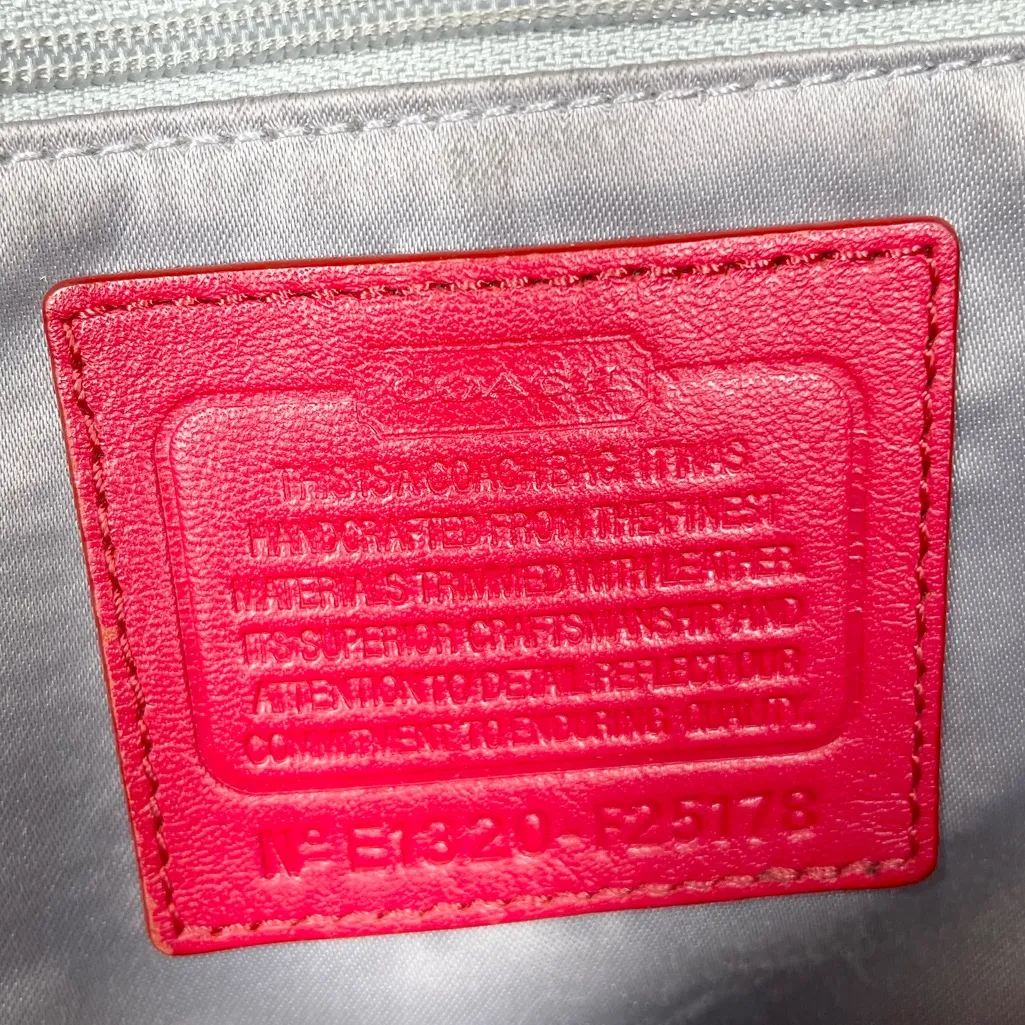 COACH
THIS IS A COACH BAG. IT WAS
HANDCRAFTED FROM THE FINEST
MATERIALS TRIMMED WITH LEATHER
ITS SUPERIOR CRAFTSMANSHIP AND
ATTENTION TO DETAIL REFLECT OUR
COMMITMENT TO ENDURING QUALITY.
Nº E1320-F25178